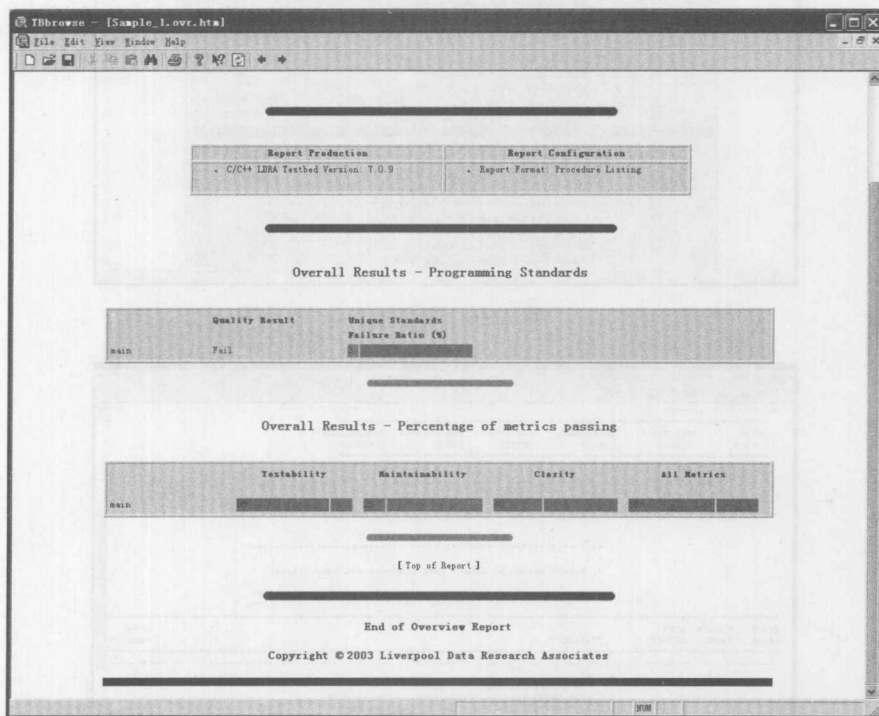 TBbrowse - [Sample_1.ovr.htm]
File Edit View Window Help
Report Production Report Configuration
• C/C++ LDRA Testbed Version: 7.0.9 • Report Format: Procedure Listing
Overall Results - Programming Standards
Quality Result Unique Standards
Failure Ratio (%)
main Fail
Overall Results - Percentage of metrics passing
Testability Maintainability Clarity All Metrics
main
[ Top of Report ]
End of Overview Report
Copyright © 2003 Liverpool Data Research Associates
NUM